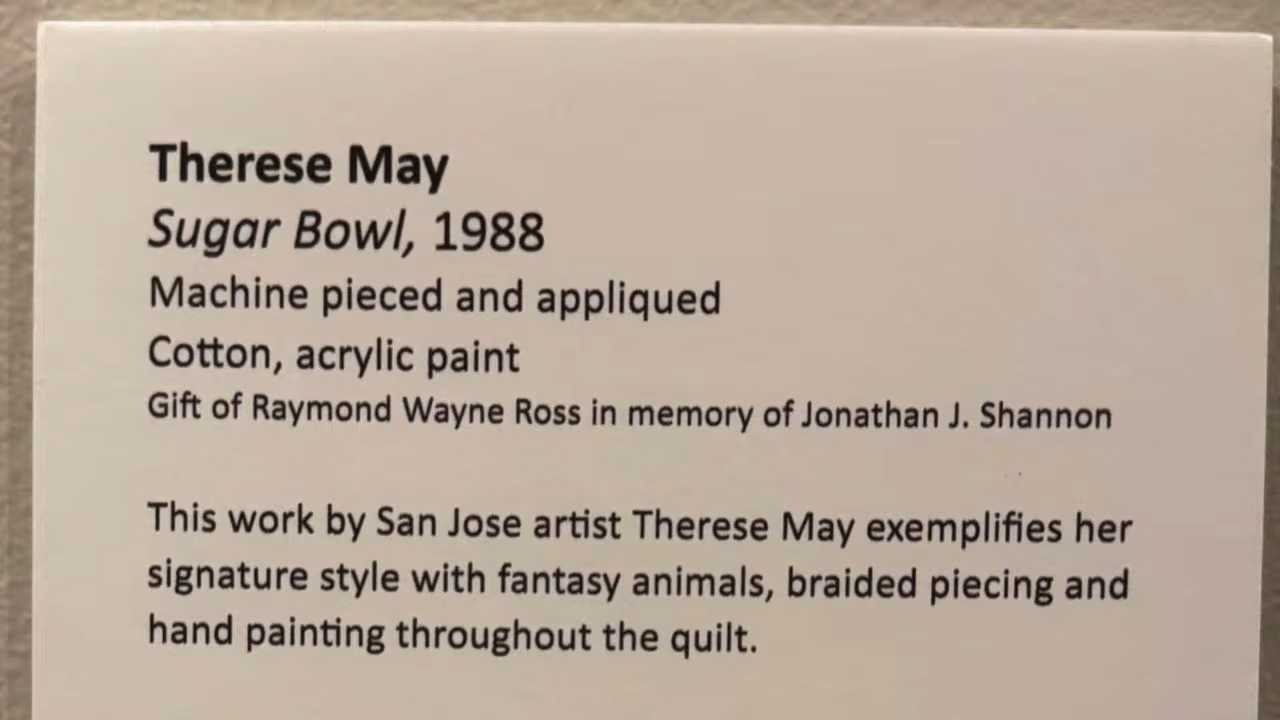 Therese May
Sugar Bowl, 1988
Machine pieced and appliqued
Cotton, acrylic paint
Gift of Raymond Wayne Ross in memory of Jonathan J. Shannon
This work by San Jose artist Therese May exemplifies her
signature style with fantasy animals, braided piecing and
hand painting throughout the quilt.